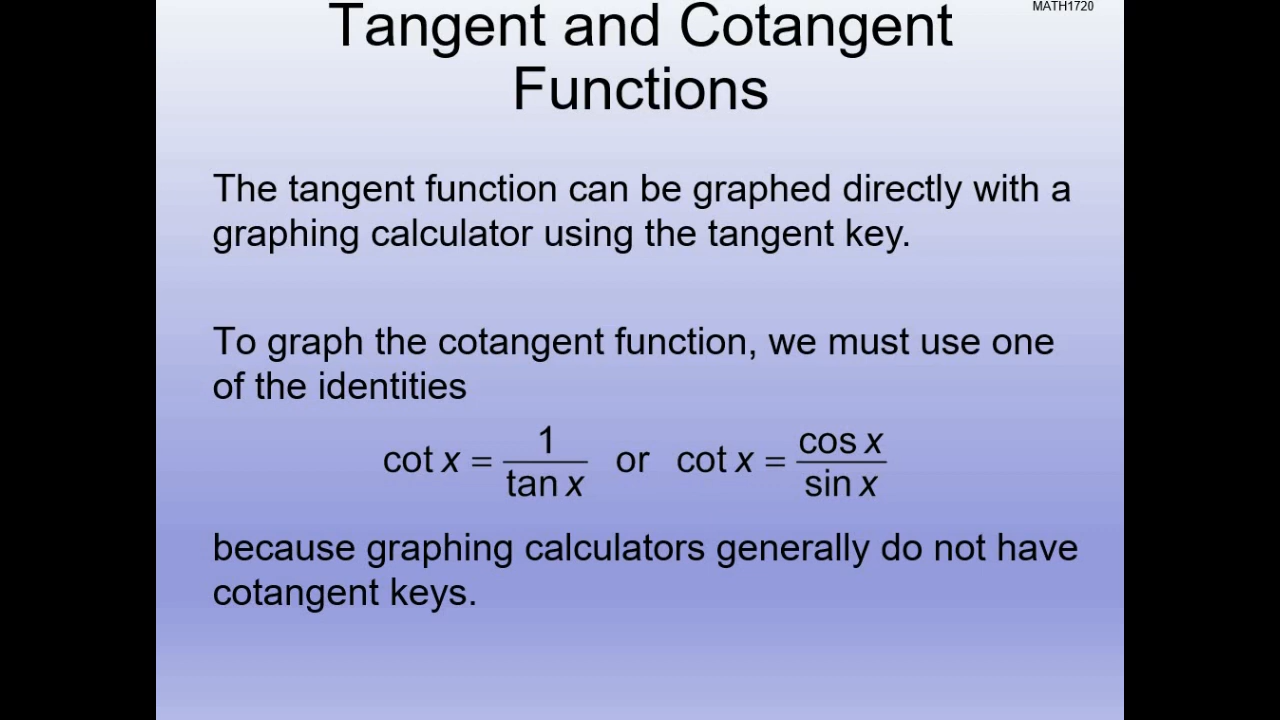 MATH1720
Tangent and Cotangent
Functions
The tangent function can be graphed directly with a
graphing calculator using the tangent key.
To graph the cotangent function, we must use one
of the identities
cot x = 1/tan x or cot x = cos x/sin x
because graphing calculators generally do not have
cotangent keys.